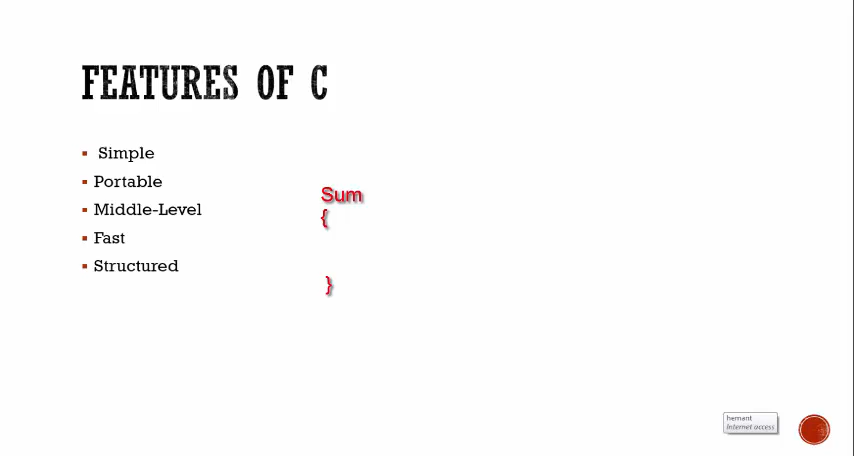 FEATURES OF C
Simple
Portable
Middle-Level
Fast
Structured
Sum
{
}
hemant
Internet access